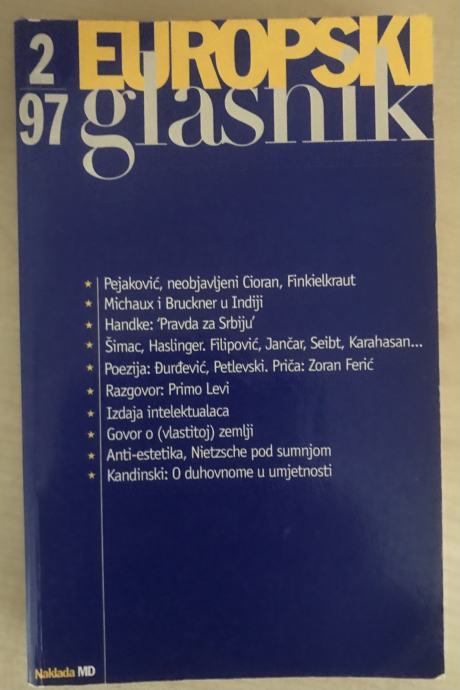 2
97
EUROPSKI
glasnik
Pejaković, neobjavljeni Cioran, Finkielkraut
Michaux i Bruckner u Indiji
Handke: 'Pravda za Srbiju'
Šimac, Haslinger. Filipović, Jančar, Seibt, Karahasan...
Poezija: Đurđević, Petlevski. Priča: Zoran Ferić
Razgovor: Primo Levi
Izdaja intelektualaca
Govor o (vlastitoj) zemlji
Anti-estetika, Nietzsche pod sumnjom
Kandinski: O duhovnome u umjetnosti
Naklada MD